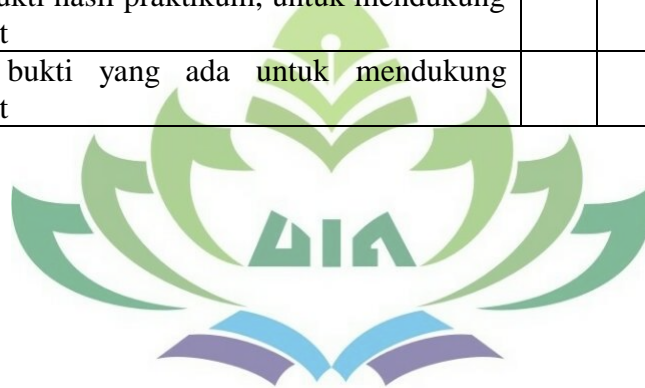 bukti hasil praktikum, untuk mendukung
t
bukti yang ada untuk mendukung
t
UIN